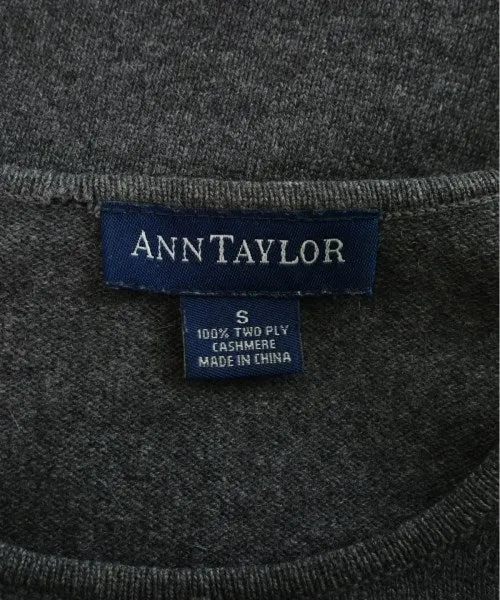 ANN TAYLOR
S
100% TWO PLY
CASHMERE
MADE IN CHINA